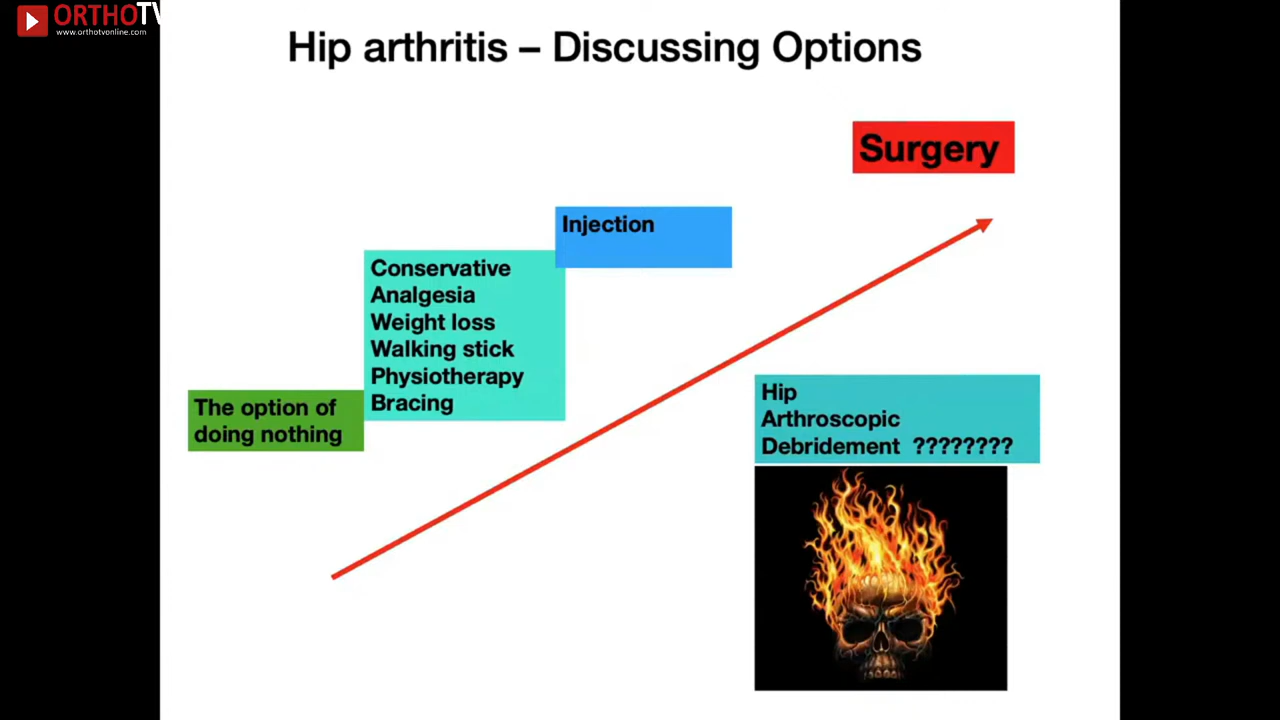 ORTHOTV
www.orthotvonline.com
Hip arthritis – Discussing Options
Surgery
Injection
Conservative
Analgesia
Weight loss
Walking stick
Physiotherapy
Bracing
The option of
doing nothing
Hip
Arthroscopic
Debridement ????????